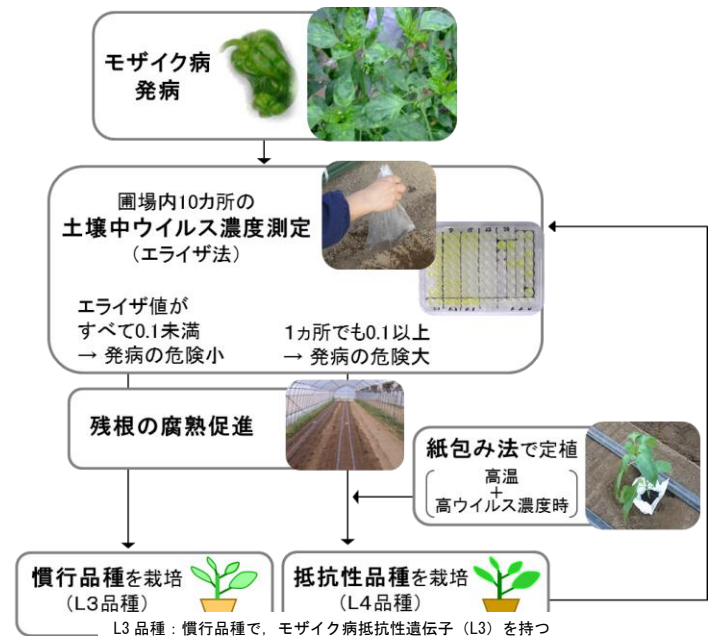 モザイク病
発病
圃場内10カ所の
土壌中ウイルス濃度測定
（エライザ法）
エライザ値が
すべて0.1未満
→ 発病の危険小
1ヵ所でも0.1以上
→ 発病の危険大
残根の腐熟促進
紙包み法で定植
高温
＋
高ウイルス濃度時
慣行品種を栽培
（L3品種）
抵抗性品種を栽培
（L4品種）
L3 品種：慣行品種で，モザイク病抵抗性遺伝子（L3）を持つ